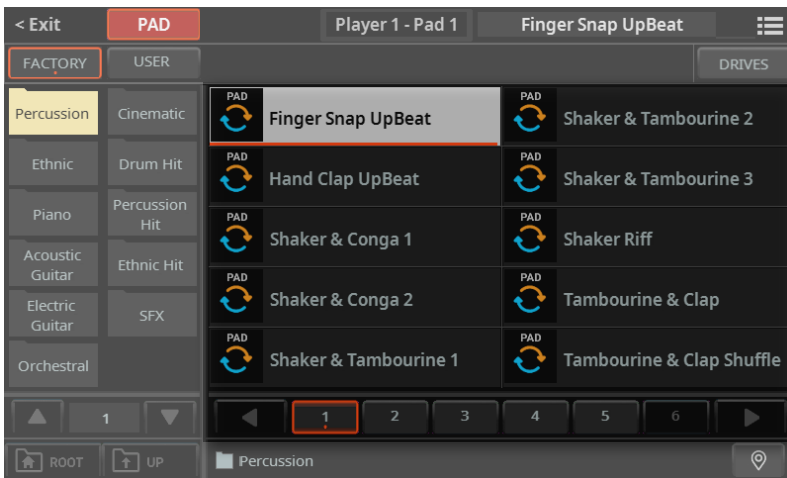 < Exit PAD Player 1 - Pad 1 Finger Snap UpBeat
FACTORY USER DRIVES
Percussion Cinematic
Ethnic Drum Hit
Piano Percussion Hit
Acoustic Guitar Ethnic Hit
Electric Guitar SFX
Orchestral
1
ROOT UP
PAD Finger Snap UpBeat
PAD Hand Clap UpBeat
PAD Shaker & Conga 1
PAD Shaker & Conga 2
PAD Shaker & Tambourine 1
PAD Shaker & Tambourine 2
PAD Shaker & Tambourine 3
PAD Shaker Riff
PAD Tambourine & Clap
PAD Tambourine & Clap Shuffle
1 2 3 4 5 6
Percussion